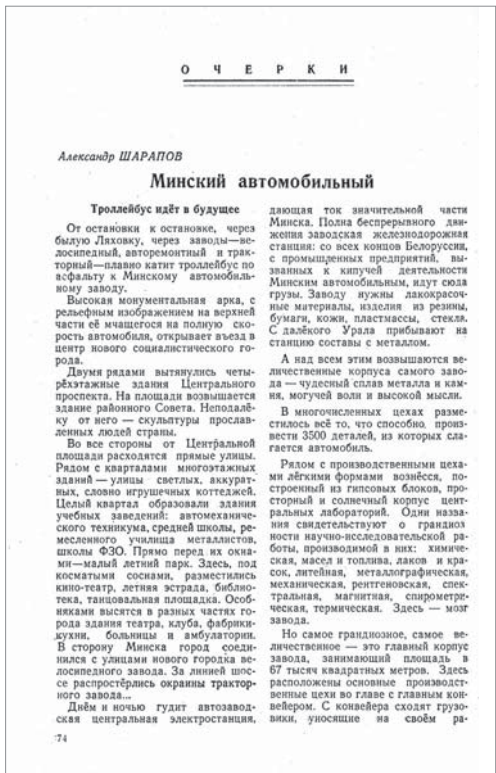 ОЧЕРКИ
Александр ШАРАПОВ
Минский автомобильный
Троллейбус идёт в будущее
От остановки к остановке, через
былую Ляховку, через заводы—ве-
лосипедный, авторемонтный и трак-
торный—плавно катит троллейбус по
асфальту к Минскому автомобиль-
ному заводу.
Высокая монументальная арка, с
рельефным изображением на верхней
части её мчащегося на полную ско-
рость автомобиля, открывает въезд в
центр нового социалистического го-
рода.
Двумя рядами вытянулись четы-
рёхэтажные здания Центрального
проспекта. На площади возвышается
здание районного Совета. Неподалё-
ку от него — скульптуры прослав-
ленных людей страны.
Во все стороны от Центральной
площади расходятся прямые улицы.
Рядом с кварталами многоэтажных
зданий — улицы светлых, аккурат-
ных, словно игрушечных коттеджей.
Целый квартал образовали здания
учебных заведений: автомеханиче-
ского техникума, средней школы, ре-
месленного училища металлистов,
школы ФЗО. Прямо перед их окна-
ми—малый летний парк. Здесь, под
косматыми соснами, разместились
кино-театр, летняя эстрада, библио-
тека, танцовальная площадка. Особ-
няками высятся в разных частях го-
рода здания театра, клуба, фабрики-
кухни, больницы и амбулатории.
В сторону Минска город соеди-
нился с улицами нового городка ве-
лосипедного завода. За линией шос-
се распростёрлись окраины трактор-
ного завода...
Днём и ночью гудит автозавод-
ская центральная электростанция,
74
дающая ток значительной части
Минска. Полна беспрерывного дви-
жения заводская железнодорожная
станция: со всех концов Белоруссии,
с промышленных предприятий, вы-
званных к кипучей деятельности
Минским автомобильным, идут сюда
грузы. Заводу нужны лакокрасоч-
ные материалы, изделия из резины,
бумаги, кожи, пластмассы, стекла.
С далёкого Урала прибывают на
станцию составы с металлом.
А над всем этим возвышаются ве-
личественные корпуса самого заво-
да — чудесный сплав металла и кам-
ня, могучей воли и высокой мысли.
В многочисленных цехах разме-
стилось всё то, что способно произ-
вести 3500 деталей, из которых сла-
гается автомобиль.
Рядом с производственными цеха-
ми лёгкими формами вознёсся, по-
строенный из гипсовых блоков, про-
сторный и солнечный корпус цент-
ральных лабораторий. Одни назва-
ния свидетельствуют о грандиоз
ности научно-исследовательской ра-
боты, производимой в них: химиче-
ская, масел и топлива, лаков и кра-
сок, литейная, металлографическая,
механическая, рентгеновская, спек-
тральная, магнитная, спирометри-
ческая, термическая. Здесь — мозг
завода.
Но самое грандиозное, самое ве-
личественное — это главный корпус
завода, занимающий площадь в
67 тысяч квадратных метров. Здесь
расположены основные производст-
венные цехи во главе с главным кон-
вейером. С конвейера сходят грузо-
вики, уносящие на своём ра-